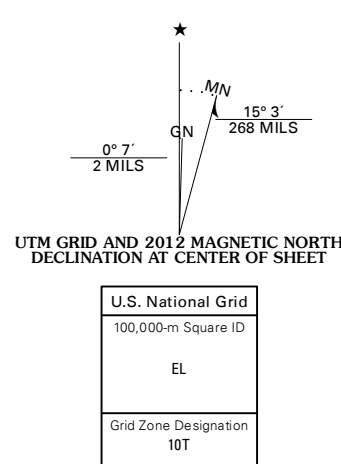 ★
MN
15° 3´
268 MILS
GN
0° 7´
2 MILS
UTM GRID AND 2012 MAGNETIC NORTH
DECLINATION AT CENTER OF SHEET
U.S. National Grid
100,000-m Square ID
EL
Grid Zone Designation
10T